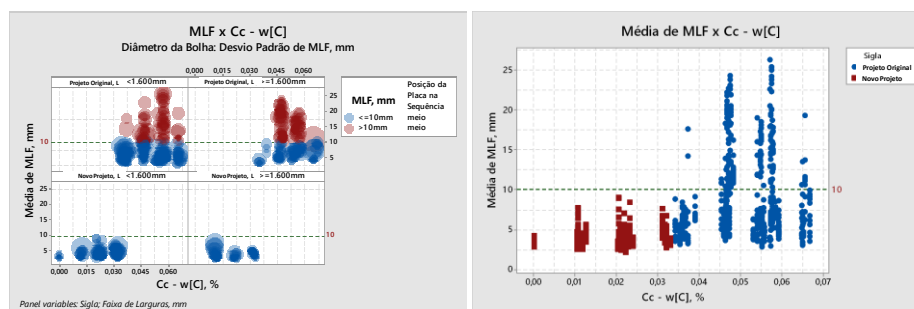 MLF x Cc - w[C]
Diâmetro da Bolha: Desvio Padrão de MLF, mm
0,000 0,015 0,030 0,045 0,060
Projeto Original, L <1.600mm
Projeto Original, L >=1.600mm
25
20
15
10
5
10
Novo Projeto, L <1.600mm
Novo Projeto, L >=1.600mm
25
20
15
10
5
10
Média de MLF, mm
0,000 0,015 0,030 0,045 0,060
Cc - w[C], %
Panel variables: Sigla; Faixa de Larguras, mm
MLF, mm
<=10mm
>10mm
Posição da
Placa na
Sequência
meio
meio
Média de MLF x Cc - w[C]
Média de MLF, mm
25
20
15
10
5
0
10
0,00 0,01 0,02 0,03 0,04 0,05 0,06 0,07
Cc - w[C], %
Sigla
Projeto Original
Novo Projeto